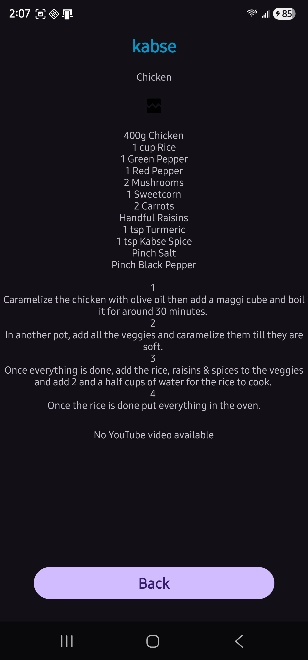 2:07
85
kabse
Chicken
400g Chicken
1 cup Rice
1 Green Pepper
1 Red Pepper
2 Mushrooms
1 Sweetcorn
2 Carrots
Handful Raisins
1 tsp Turmeric
1 tsp Kabse Spice
Pinch Salt
Pinch Black Pepper
1
Caramelize the chicken with olive oil then add a maggi cube and boil
it for around 30 minutes.
2
In another pot, add all the veggies and caramelize them till they are
soft.
3
Once everything is done, add the rice, raisins & spices to the veggies
and add 2 and a half cups of water for the rice to cook.
4
Once the rice is done put everything in the oven.
No YouTube video available
Back